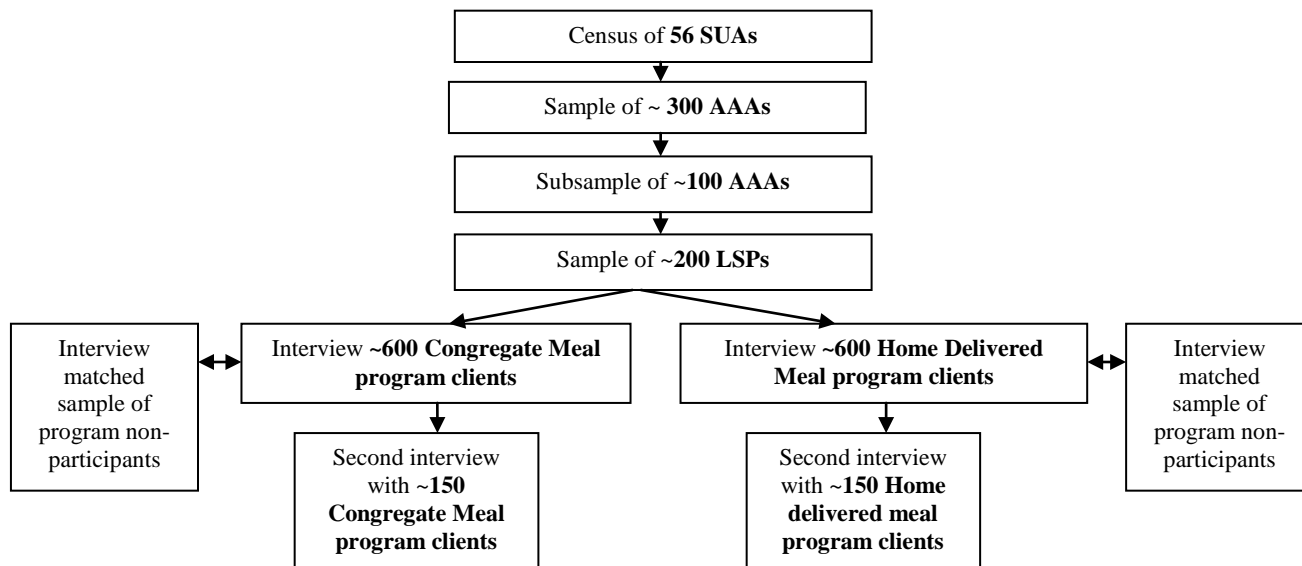 Census of 56 SUAs
Sample of ~ 300 AAAs
Subsample of ~100 AAAs
Sample of ~200 LSPs
Interview
matched
sample of
program non-
participants
Interview ~600 Congregate Meal
program clients
Interview ~600 Home Delivered
Meal program clients
Interview
matched
sample of
program non-
participants
Second interview
with ~150
Congregate Meal
program clients
Second interview
with ~150 Home
delivered meal
program clients